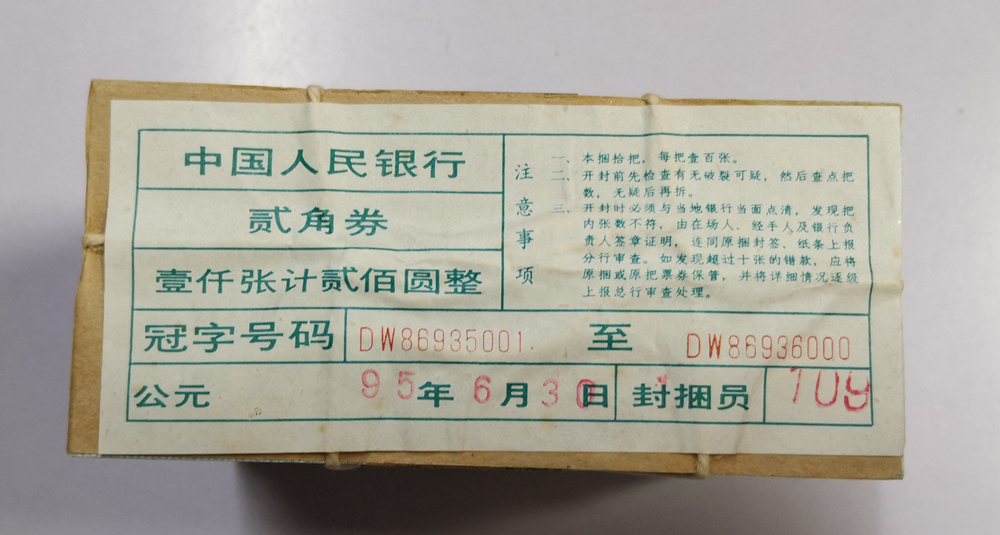 中国人民银行
贰角券
壹仟张计贰佰圆整
注意事项
一、本捆拾把，每把壹百张。
二、开封前先检查有无破裂可疑，然后查点把
数，无疑后再拆。
三、开封时必须与当地银行当面点清，发现把
内张数不符，由在场人、经手人及银行负
责人签章证明，连同原捆封签、纸条上报
分行审查。如发现超过十张的错款，应将
原捆或原把票券保管，并将详细情况逐级
上报总行审查处理。
冠字号码 DW86935001 至 DW86936000
公元 95年6月30日 封捆员 109